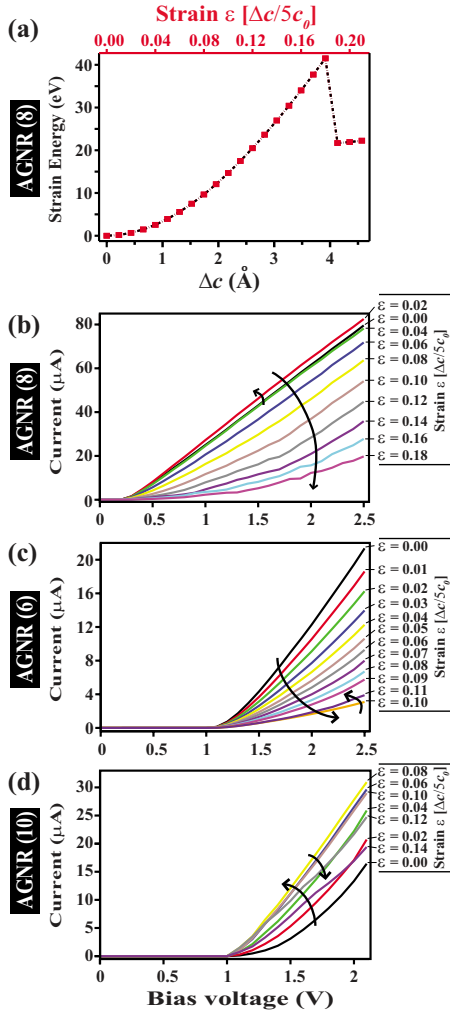 Strain ε [Δc/5c0]
(a)
0.00 0.04 0.08 0.12 0.16 0.20
AGNR (8)
Strain Energy (eV)
40
30
20
10
0
0 1 2 3 4
Δc (Å)
(b)
AGNR (8)
Current (μA)
80
60
40
20
0
0 0.5 1 1.5 2 2.5
ε = 0.02
ε = 0.00
ε = 0.04
ε = 0.06
ε = 0.08
ε = 0.10
ε = 0.12
ε = 0.14
ε = 0.16
ε = 0.18
Strain ε [Δc/5c0]
(c)
AGNR (6)
Current (μA)
20
16
12
8
4
0
0 0.5 1 1.5 2 2.5
ε = 0.00
ε = 0.01
ε = 0.02
ε = 0.03
ε = 0.04
ε = 0.05
ε = 0.06
ε = 0.07
ε = 0.08
ε = 0.09
ε = 0.11
ε = 0.10
Strain ε [Δc/5c0]
(d)
AGNR (10)
Current (μA)
30
25
20
15
10
5
0
0 0.5 1 1.5 2
Bias voltage (V)
ε = 0.08
ε = 0.06
ε = 0.10
ε = 0.04
ε = 0.12
ε = 0.02
ε = 0.14
ε = 0.00
Strain ε [Δc/5c0]